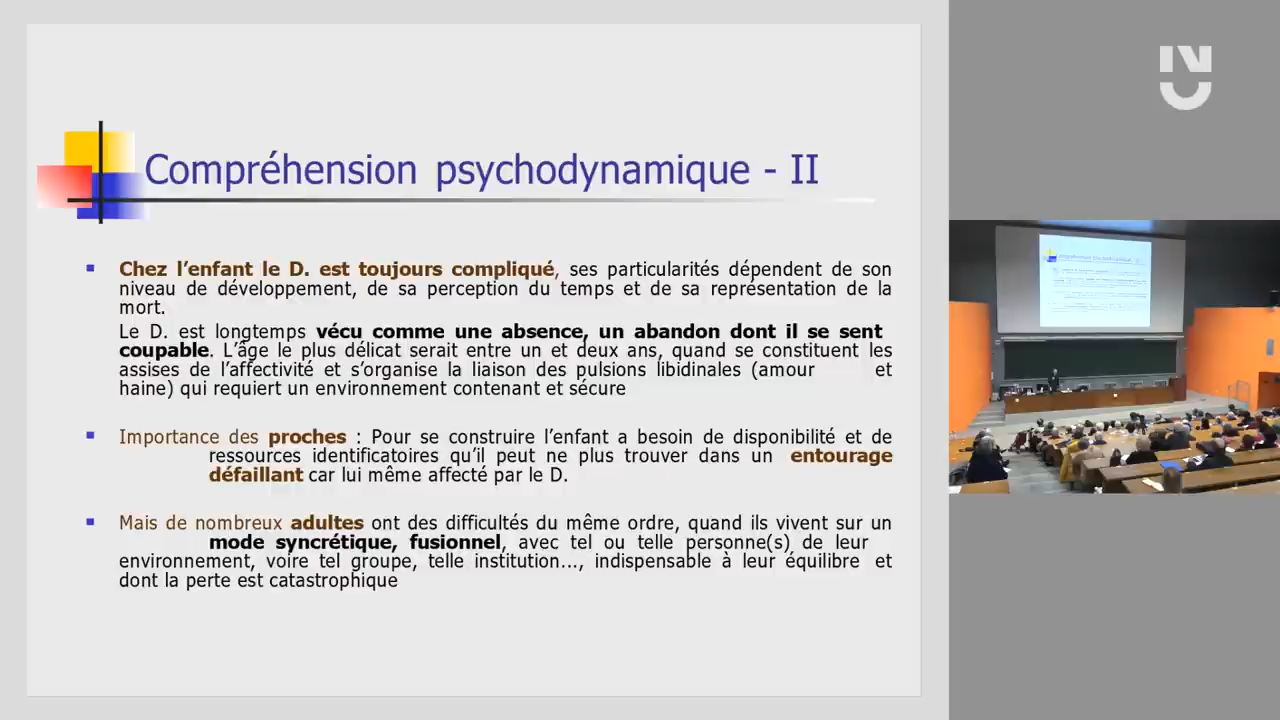 Compréhension psychodynamique - II
Chez l’enfant le D. est toujours compliqué, ses particularités dépendent de son
niveau de développement, de sa perception du temps et de sa représentation de la
mort.
Le D. est longtemps vécu comme une absence, un abandon dont il se sent
coupable. L’âge le plus délicat serait entre un et deux ans, quand se constituent les
assises de l’affectivité et s’organise la liaison des pulsions libidinales (amour et
haine) qui requiert un environnement contenant et sécure
Importance des proches : Pour se construire l’enfant a besoin de disponibilité et de
ressources identificatoires qu’il peut ne plus trouver dans un entourage
défaillant car lui même affecté par le D.
Mais de nombreux adultes ont des difficultés du même ordre, quand ils vivent sur un
mode syncrétique, fusionnel, avec tel ou telle personne(s) de leur
environnement, voire tel groupe, telle institution..., indispensable à leur équilibre et
dont la perte est catastrophique